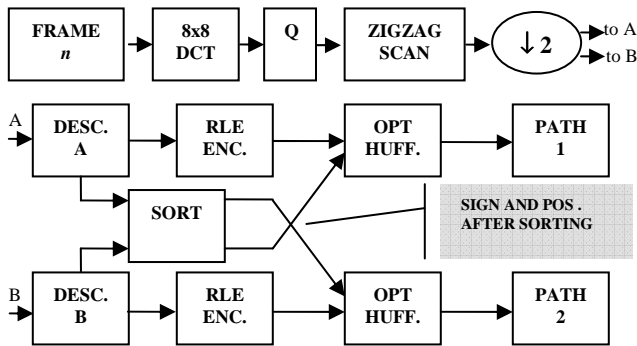 FRAME
n
8x8
DCT
Q
ZIGZAG
SCAN
↓ 2
to A
to B
A
DESC.
A
RLE
ENC.
OPT
HUFF.
PATH
1
SORT
SIGN AND POS .
AFTER SORTING
B
DESC.
B
RLE
ENC.
OPT
HUFF.
PATH
2